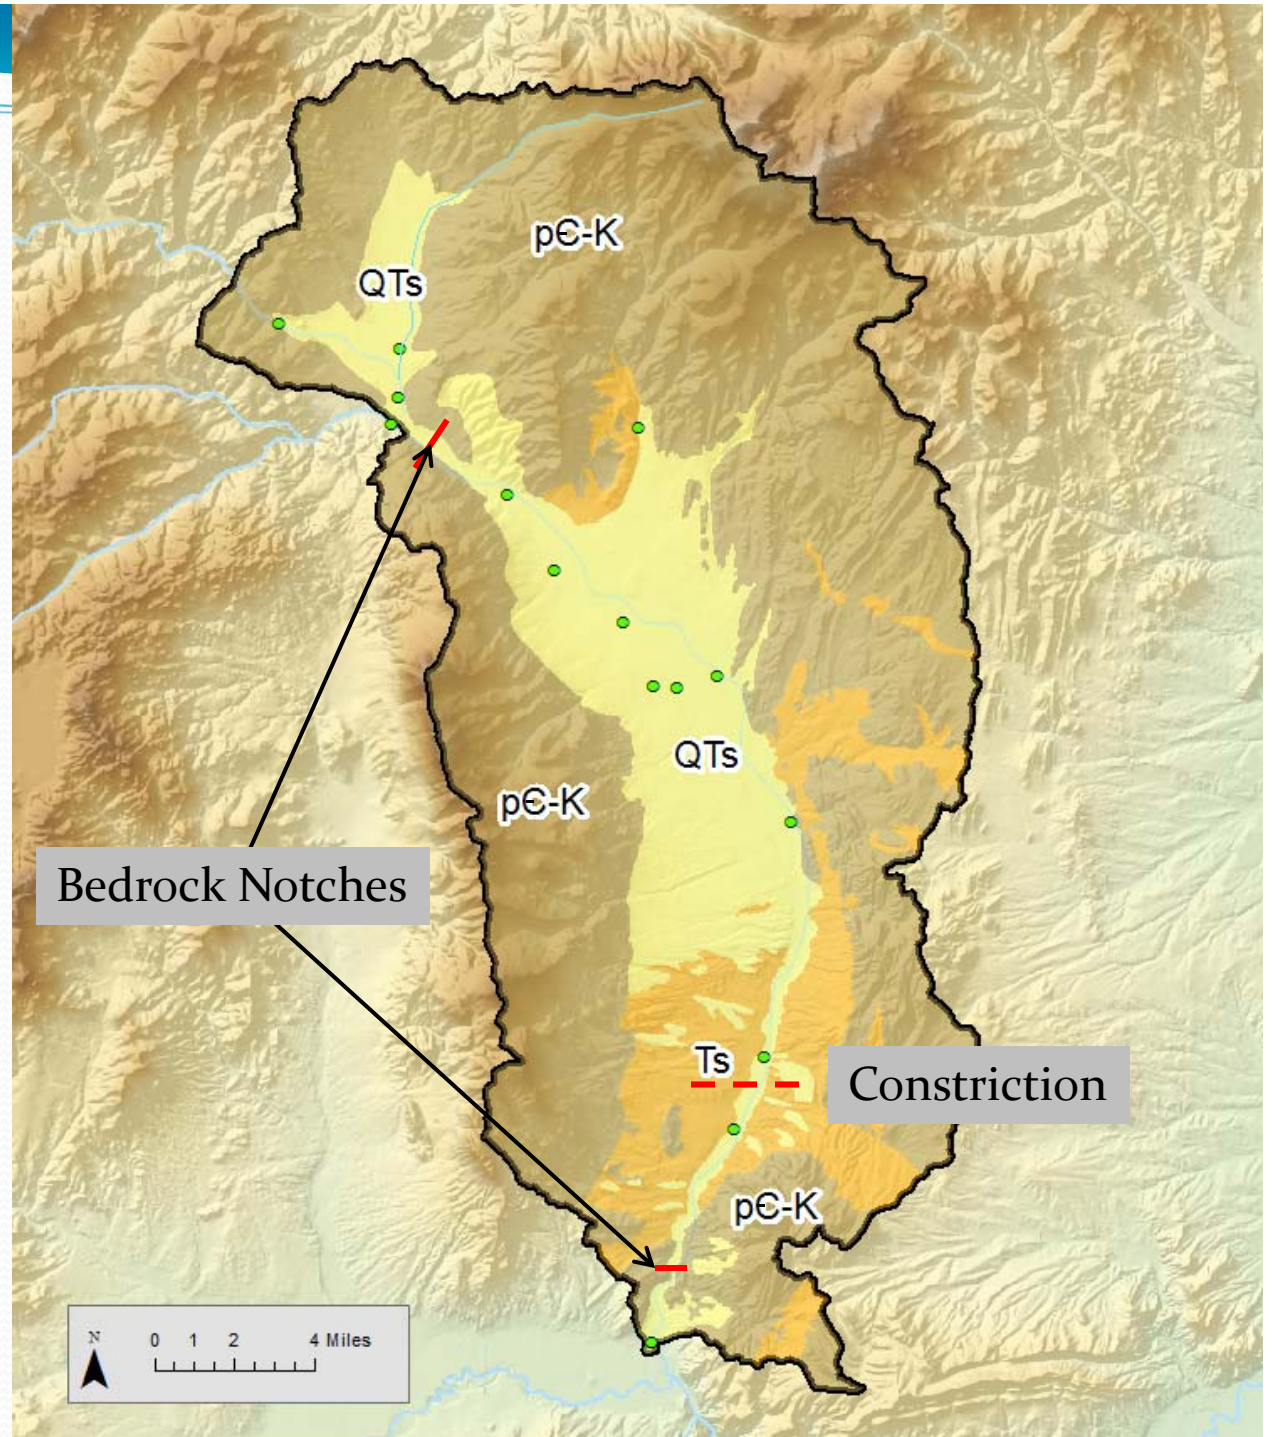 pЄ-K
QTs
QTs
pЄ-K
Bedrock Notches
Ts
Constriction
pЄ-K
N
0 1 2 4 Miles